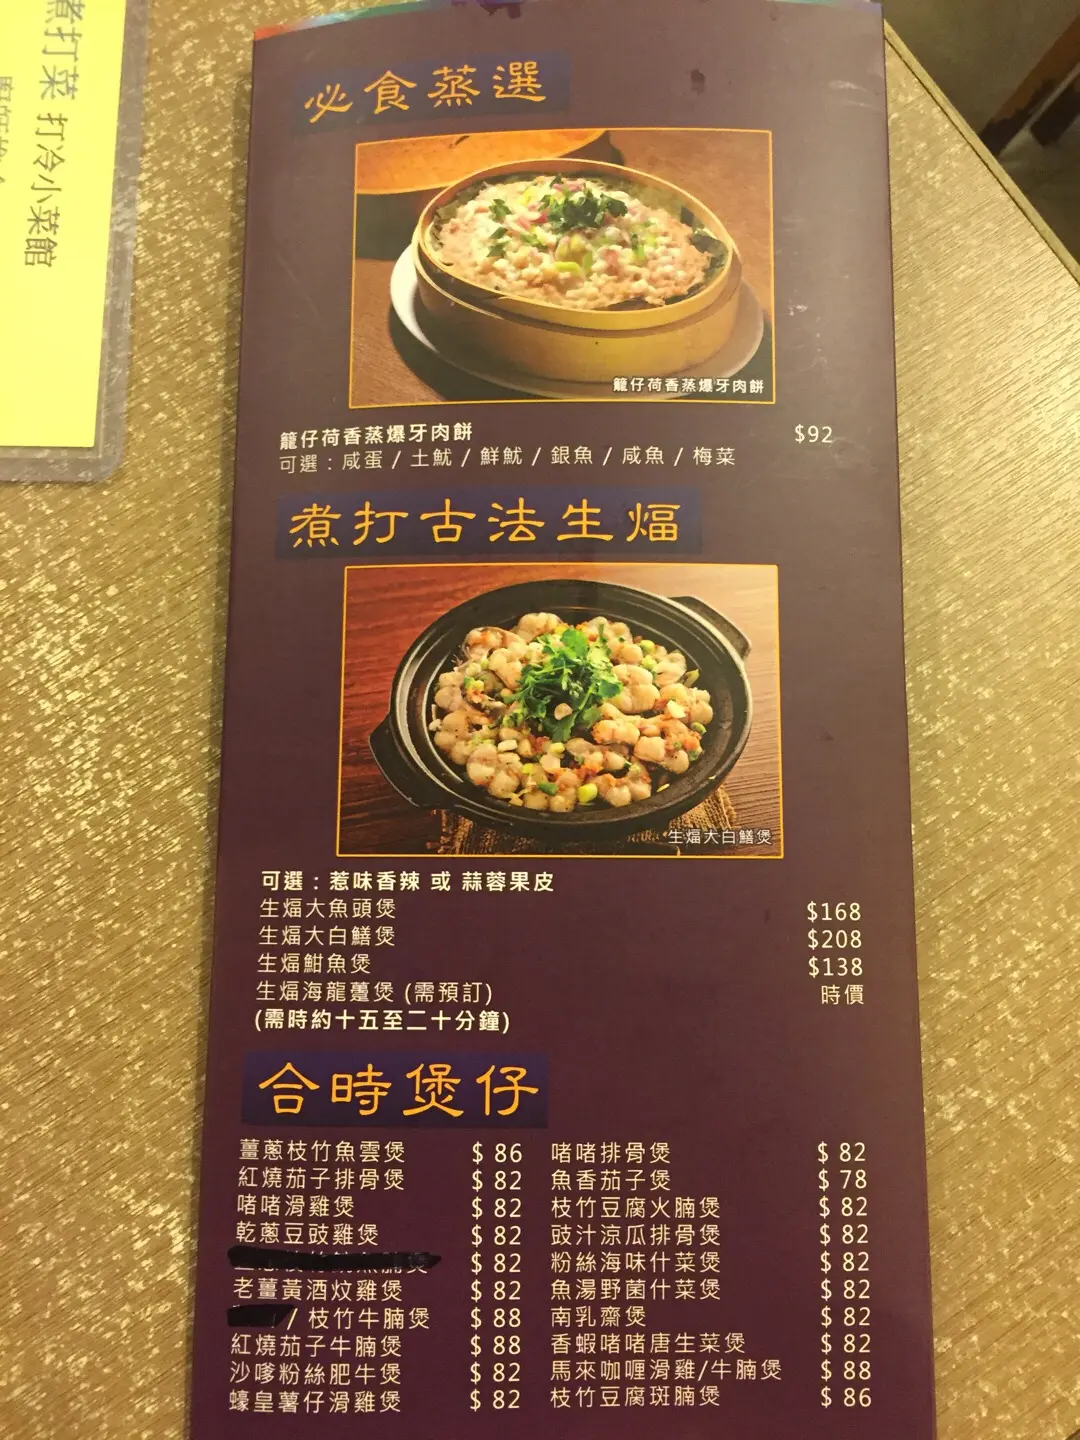 煮打菜 打冷小菜館
必食蒸選
籠仔荷香蒸爆牙肉餅
籠仔荷香蒸爆牙肉餅 $92
可選：咸蛋 / 土魷 / 鮮魷 / 銀魚 / 咸魚 / 梅菜
煮打古法生煏
生煏大白鱔煲
可選：惹味香辣 或 蒜蓉果皮
生煏大魚頭煲 $168
生煏大白鱔煲 $208
生煏鮒魚煲 $138
生煏海龍躉煲 (需預訂) 時價
(需時約十五至二十分鐘)
合時煲仔
薑蔥枝竹魚雲煲 $ 86
紅燒茄子排骨煲 $ 82
啫啫滑雞煲 $ 82
乾蔥豆豉雞煲 $ 82
$ 82
老薑黃酒炆雞煲 $ 82
/ 枝竹牛腩煲 $ 88
紅燒茄子牛腩煲 $ 88
沙嗲粉絲肥牛煲 $ 82
蠔皇薯仔滑雞煲 $ 82
啫啫排骨煲 $ 82
魚香茄子煲 $ 78
枝竹豆腐火腩煲 $ 82
豉汁涼瓜排骨煲 $ 82
粉絲海味什菜煲 $ 82
魚湯野菌什菜煲 $ 82
南乳齋煲 $ 82
香蝦啫啫唐生菜煲 $ 82
馬來咖喱滑雞/牛腩煲 $ 88
枝竹豆腐斑腩煲 $ 86